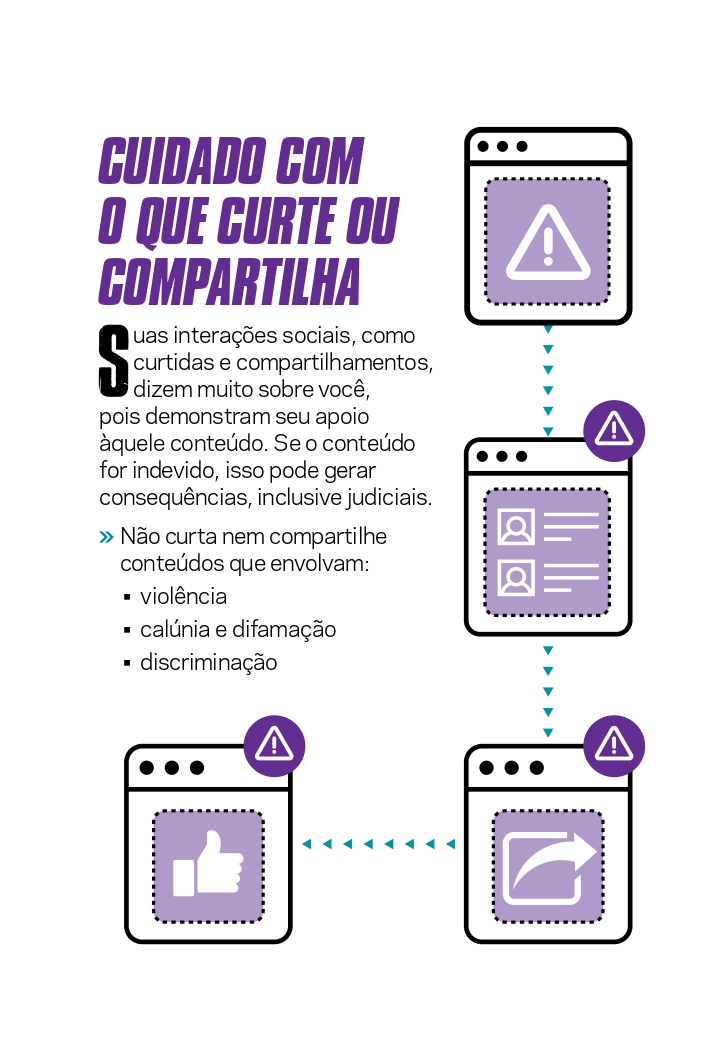 CUIDADO COM
O QUE CURTE OU
COMPARTILHA
Suas interações sociais, como
curtidas e compartilhamentos,
dizem muito sobre você,
pois demonstram seu apoio
àquele conteúdo. Se o conteúdo
for indevido, isso pode gerar
consequências, inclusive judiciais.
» Não curta nem compartilhe
conteúdos que envolvam:
▪ violência
▪ calúnia e difamação
▪ discriminação